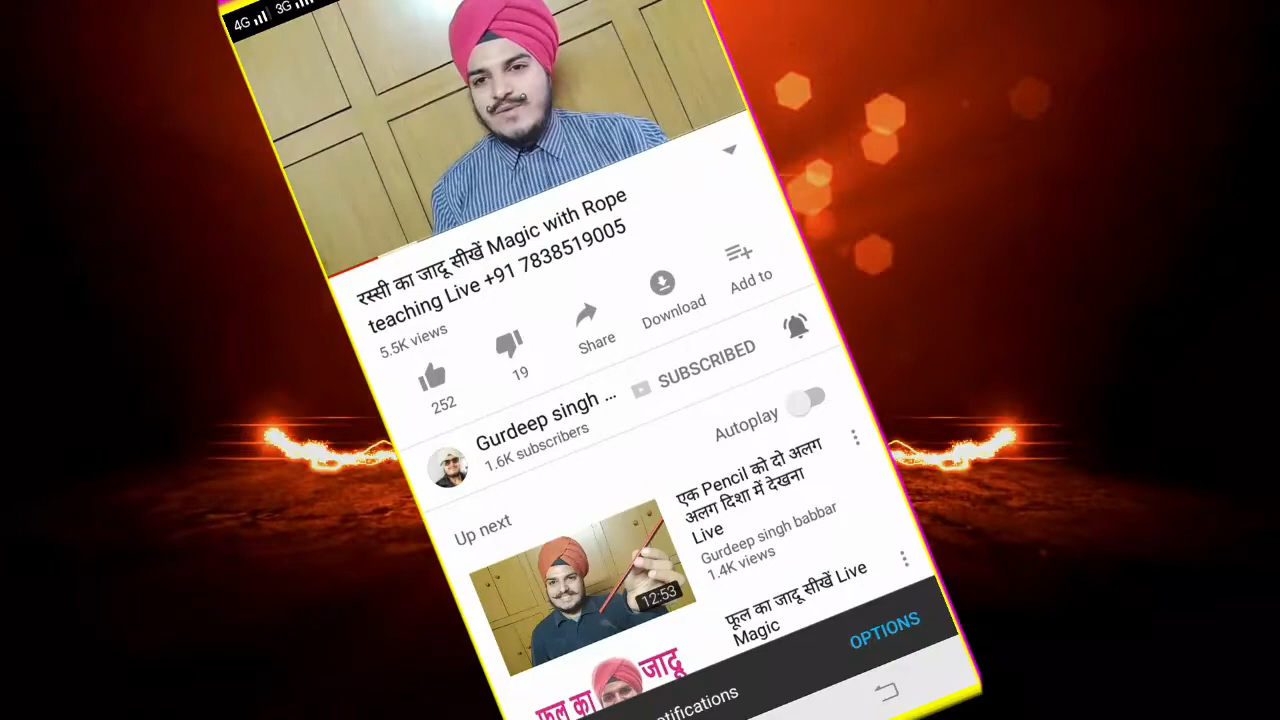 4G 3G
रस्सी का जादू सीखें Magic with Rope
teaching Live +91 7838519005
5.5K views
252
19
Share
Download
Add to
Gurdeep singh ...
1.6K subscribers
SUBSCRIBED
Autoplay
Up next
12:53
एक Pencil को दो अलग
अलग दिशा में देखना
Live
Gurdeep singh babbar
1.4K views
फूल का जादू सीखें Live
Magic
फूल का जादू
OPTIONS